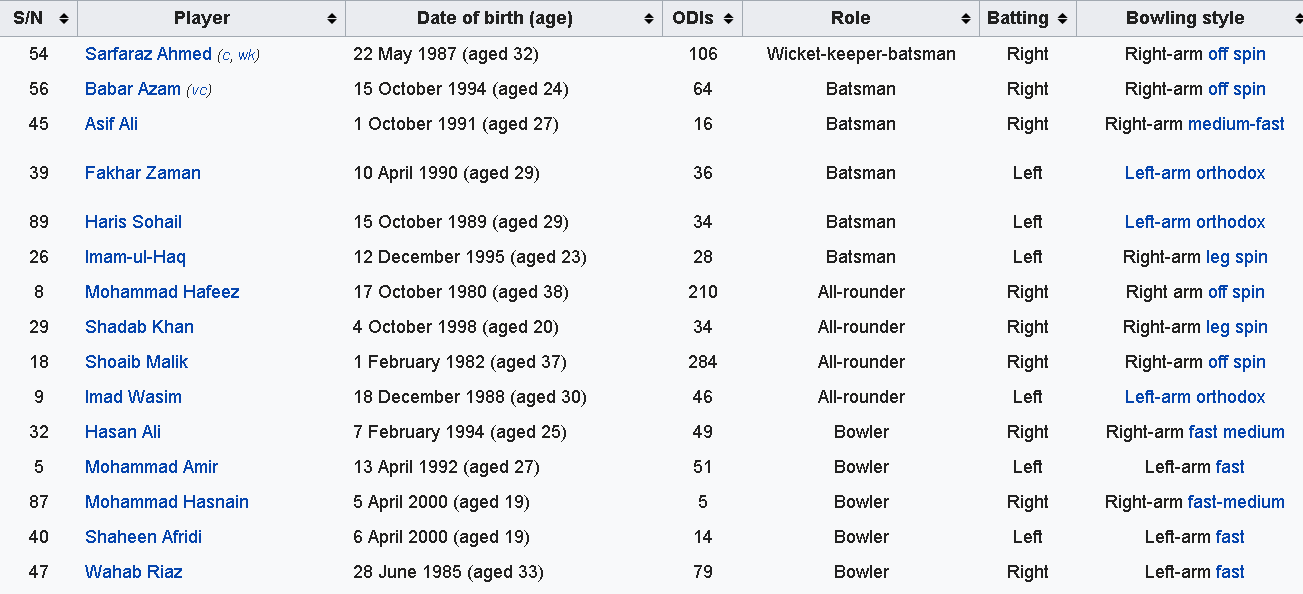 S/N Player Date of birth (age) ODIs Role Batting Bowling style
54 Sarfaraz Ahmed (c, wk) 22 May 1987 (aged 32) 106 Wicket-keeper-batsman Right Right-arm off spin
56 Babar Azam (vc) 15 October 1994 (aged 24) 64 Batsman Right Right-arm off spin
45 Asif Ali 1 October 1991 (aged 27) 16 Batsman Right Right-arm medium-fast
39 Fakhar Zaman 10 April 1990 (aged 29) 36 Batsman Left Left-arm orthodox
89 Haris Sohail 15 October 1989 (aged 29) 34 Batsman Left Left-arm orthodox
26 Imam-ul-Haq 12 December 1995 (aged 23) 28 Batsman Left Right-arm leg spin
8 Mohammad Hafeez 17 October 1980 (aged 38) 210 All-rounder Right Right arm off spin
29 Shadab Khan 4 October 1998 (aged 20) 34 All-rounder Right Right-arm leg spin
18 Shoaib Malik 1 February 1982 (aged 37) 284 All-rounder Right Right-arm off spin
9 Imad Wasim 18 December 1988 (aged 30) 46 All-rounder Left Left-arm orthodox
32 Hasan Ali 7 February 1994 (aged 25) 49 Bowler Right Right-arm fast medium
5 Mohammad Amir 13 April 1992 (aged 27) 51 Bowler Left Left-arm fast
87 Mohammad Hasnain 5 April 2000 (aged 19) 5 Bowler Right Right-arm fast-medium
40 Shaheen Afridi 6 April 2000 (aged 19) 14 Bowler Left Left-arm fast
47 Wahab Riaz 28 June 1985 (aged 33) 79 Bowler Right Left-arm fast